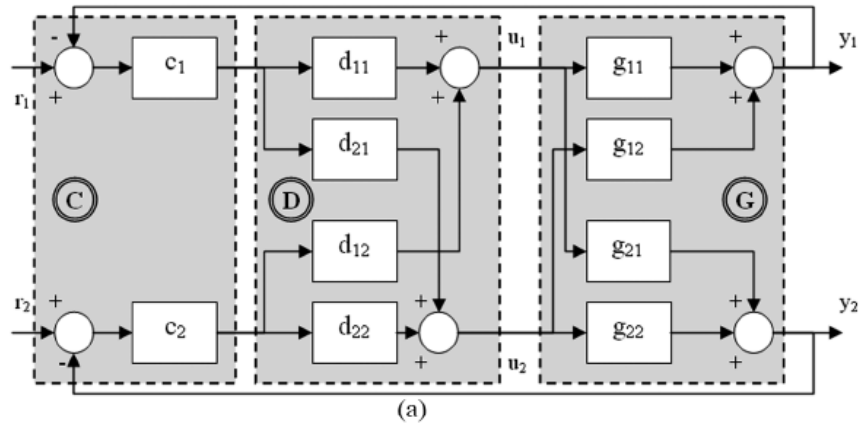 - + u₁ + y₁
c₁ d₁₁ g₁₁
r₁ + + +
d₂₁ g₁₂
C D G
d₁₂ g₂₁
r₂ + + + y₂
c₂ d₂₂ g₂₂
- + u₂ +
(a)